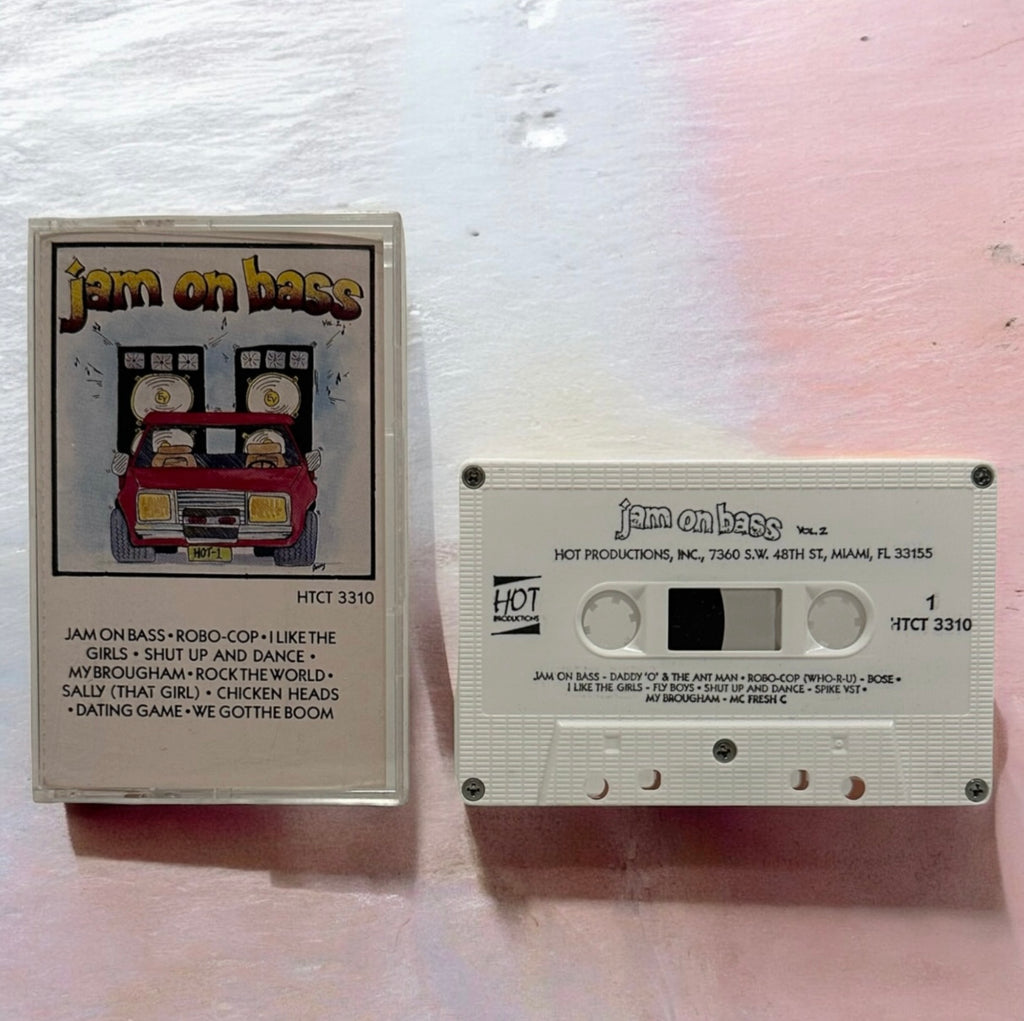 jam on bass
VOL. 2
EV EV
HOT-1
HTCT 3310
JAM ON BASS • ROBO-COP • I LIKE THE
GIRLS • SHUT UP AND DANCE •
MY BROUGHAM • ROCK THE WORLD •
SALLY (THAT GIRL) • CHICKEN HEADS
• DATING GAME • WE GOTTHE BOOM
jam on bass VOL. 2
HOT PRODUCTIONS, INC., 7360 S.W. 48TH ST., MIAMI, FL 33155
HOT
PRODUCTIONS
1
HTCT 3310
JAM ON BASS - DADDY 'O' & THE ANT MAN • ROBO-COP (WHO-R-U) - BOSE •
I LIKE THE GIRLS - FLY BOYS • SHUT UP AND DANCE - SPIKE VST •
MY BROUGHAM - MC FRESH C